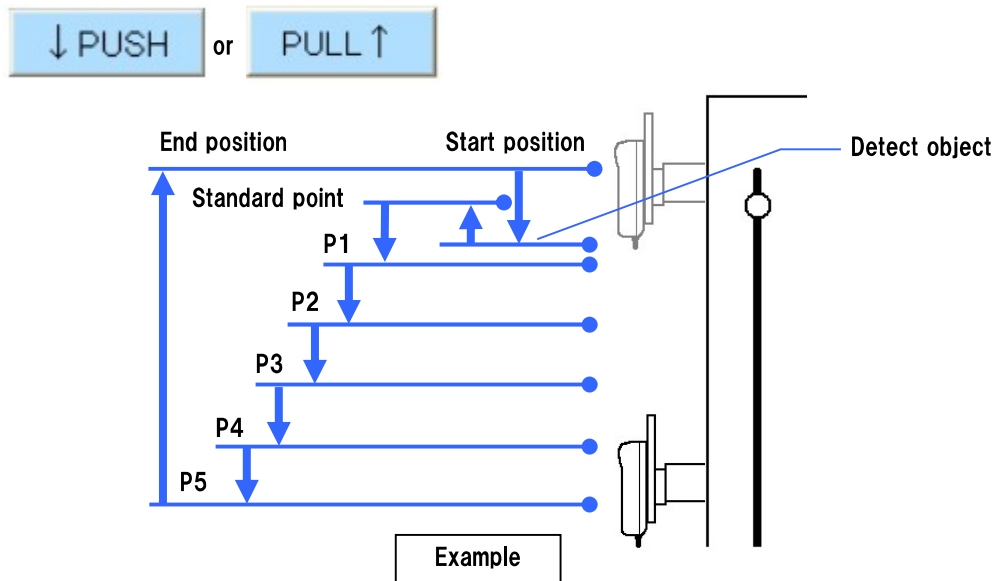 ↓ PUSH or PULL ↑
End position
Start position
Detect object
Standard point
P1
P2
P3
P4
P5
Example